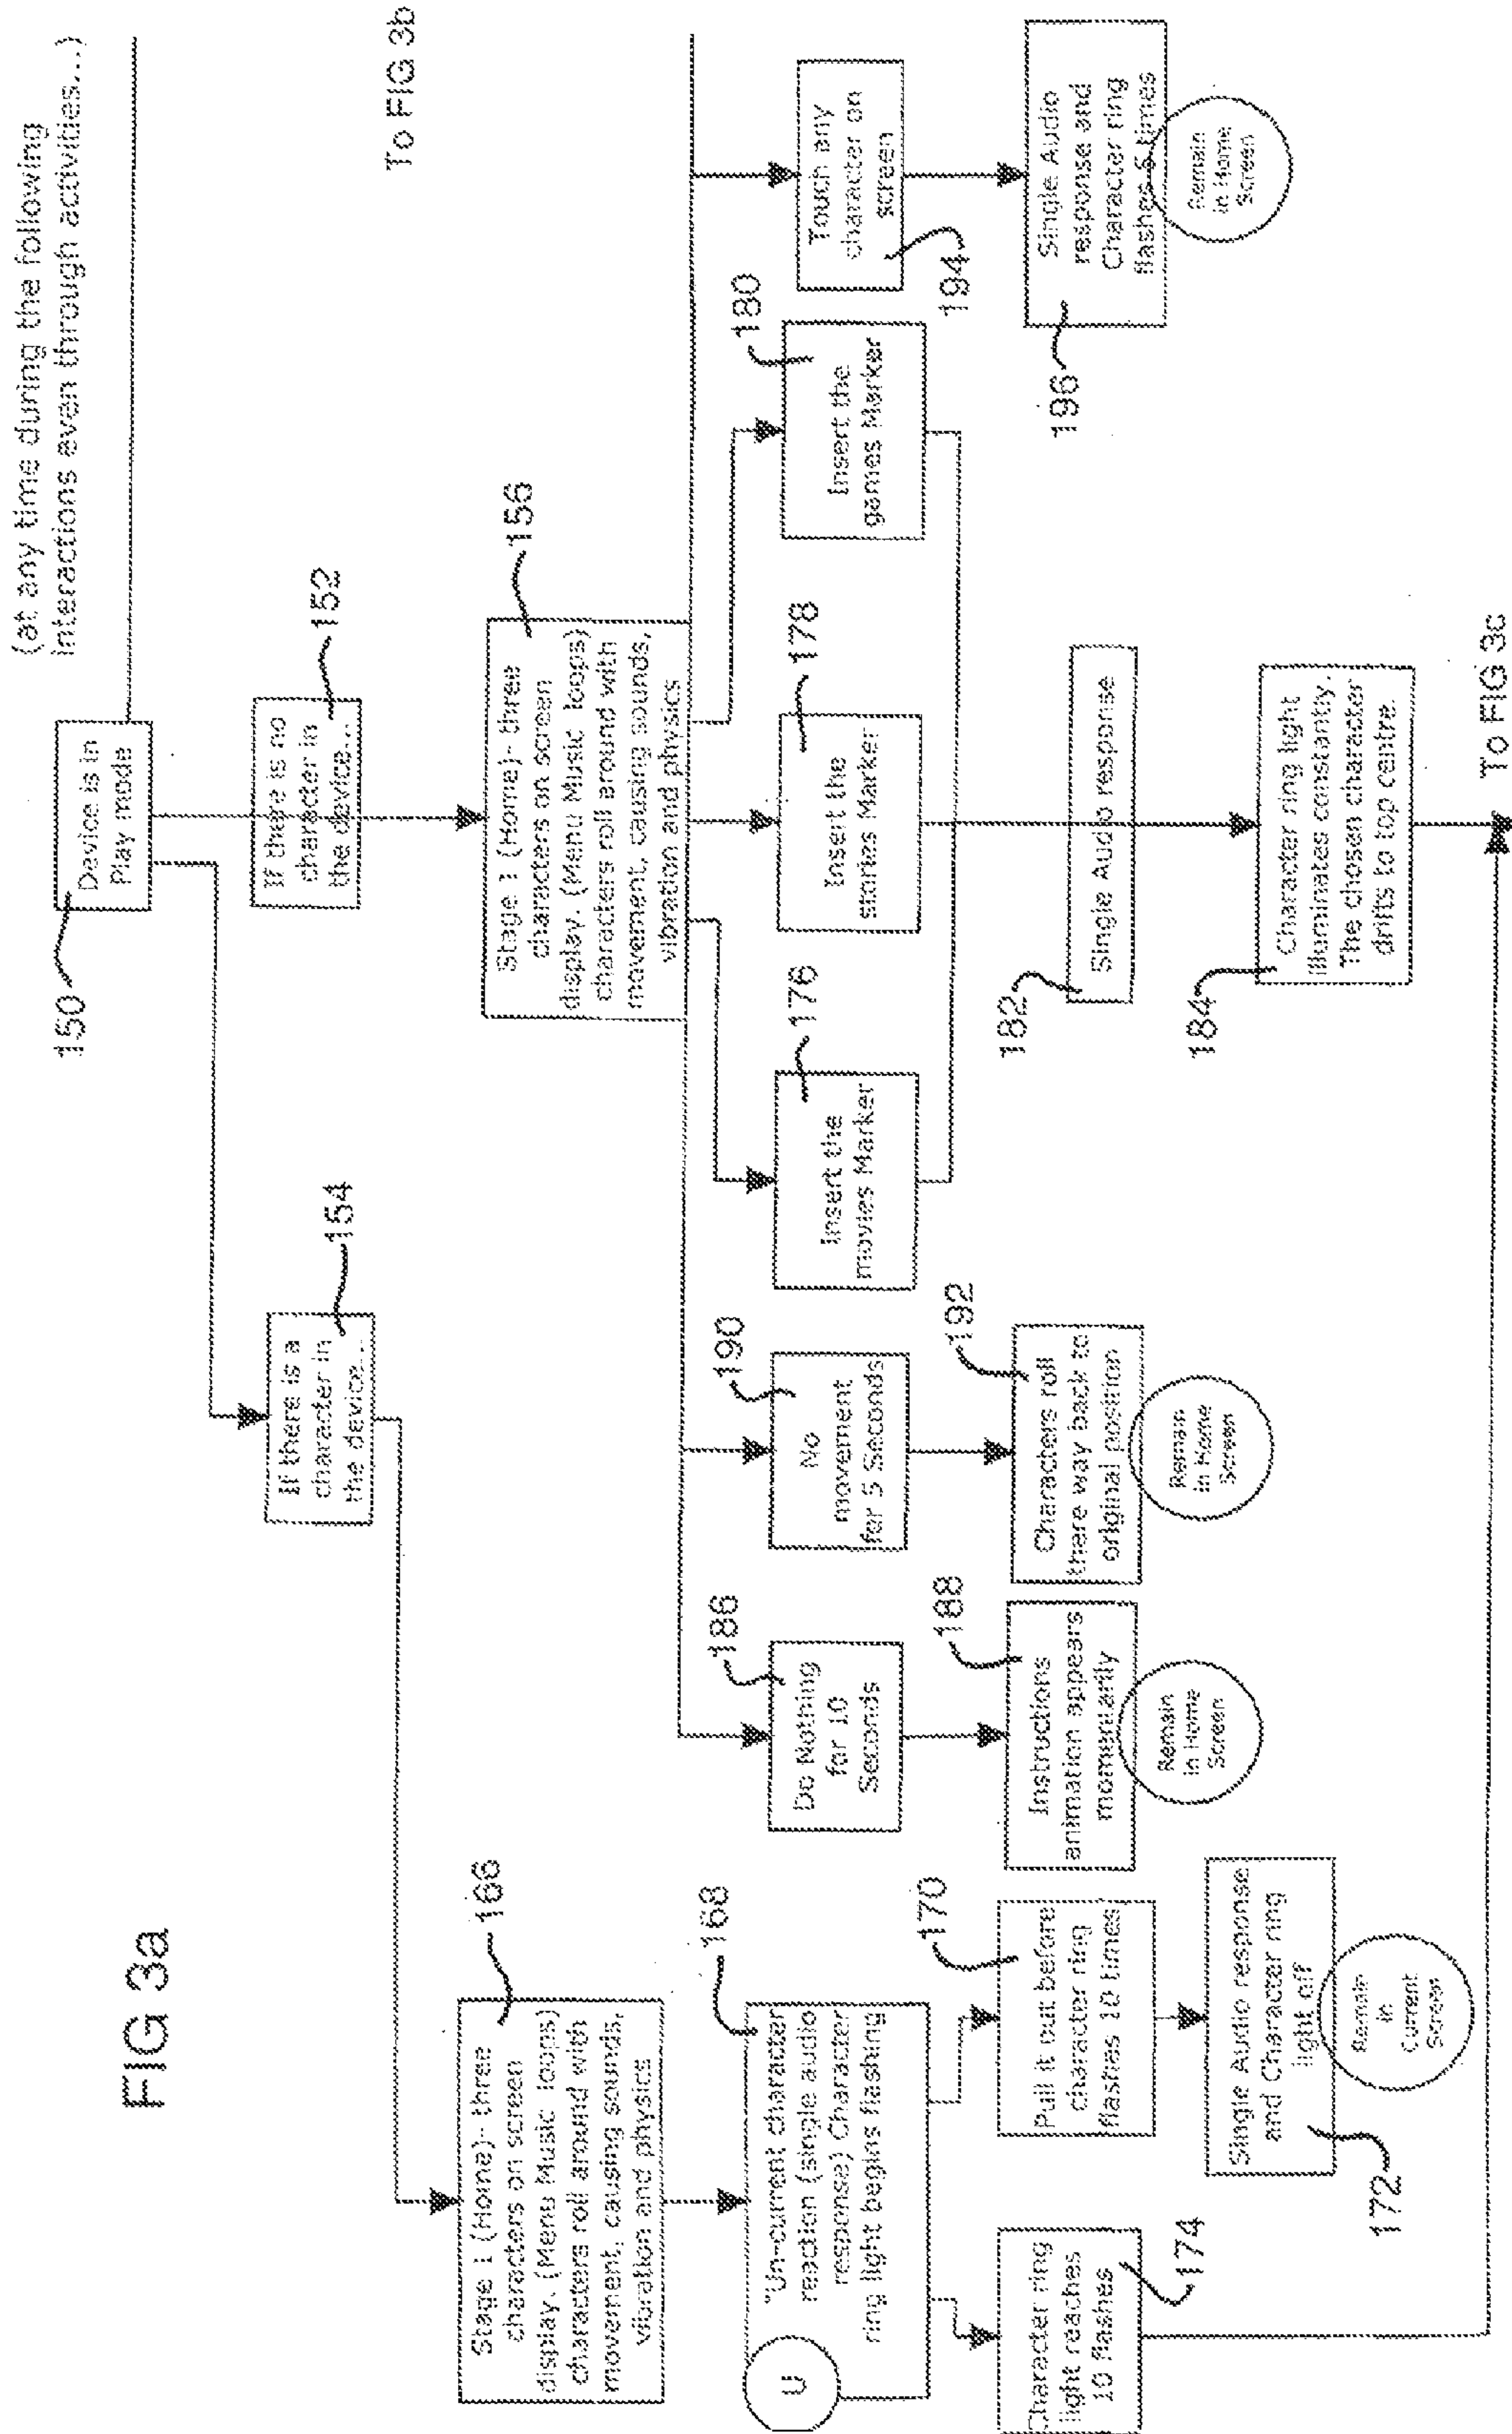 FIG 3a
(at any time during the following
interactions even through activities...)
150
Device is in
Play mode
To FIG 3b
154
If there is a
character in
the device...
152
If there is no
character in
the device...
166
Stage 1 (Home)- three
characters on screen
display. (Menu Music loops)
characters roll around with
movement, causing sounds,
vibration and physics
156
Stage 1 (Home)- three
characters on screen
display. (Menu Music loops)
characters roll around with
movement, causing sounds,
vibration and physics
168
U
"Un-current character
reaction (single audio
response) Character
ring light begins flashing
186
Do Nothing
for 10
Seconds
190
No
movement
for 5 Seconds
176
Insert the
movies Marker
178
Insert the
stories Marker
180
Insert the
games Marker
194
Touch any
character on
screen
174
Character ring
light reaches
10 flashes
170
Pull it out before
character ring
flashes 10 times
188
Instructions
animation appears
momentarily
Remain
in Home
Screen
192
Characters roll
there way back to
original position
Remain
in Home
Screen
182
Single Audio response
196
Single Audio
response and
Character ring
flashes 6 times
Remain
in Home
Screen
172
Single Audio response
and Character ring
light off
Remain
in
Current
Screen
184
Character ring light
illuminates constantly.
The chosen character
drifts to top centre.
To FIG 3c